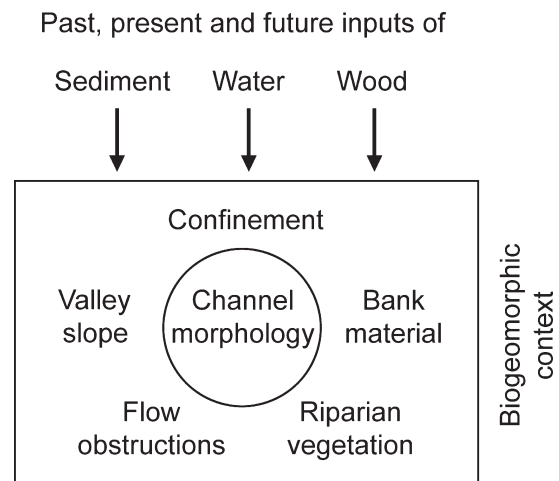 Past, present and future inputs of
Sediment Water Wood
Confinement
Valley
slope
Channel
morphology
Bank
material
Flow
obstructions
Riparian
vegetation
Biogeomorphic
context